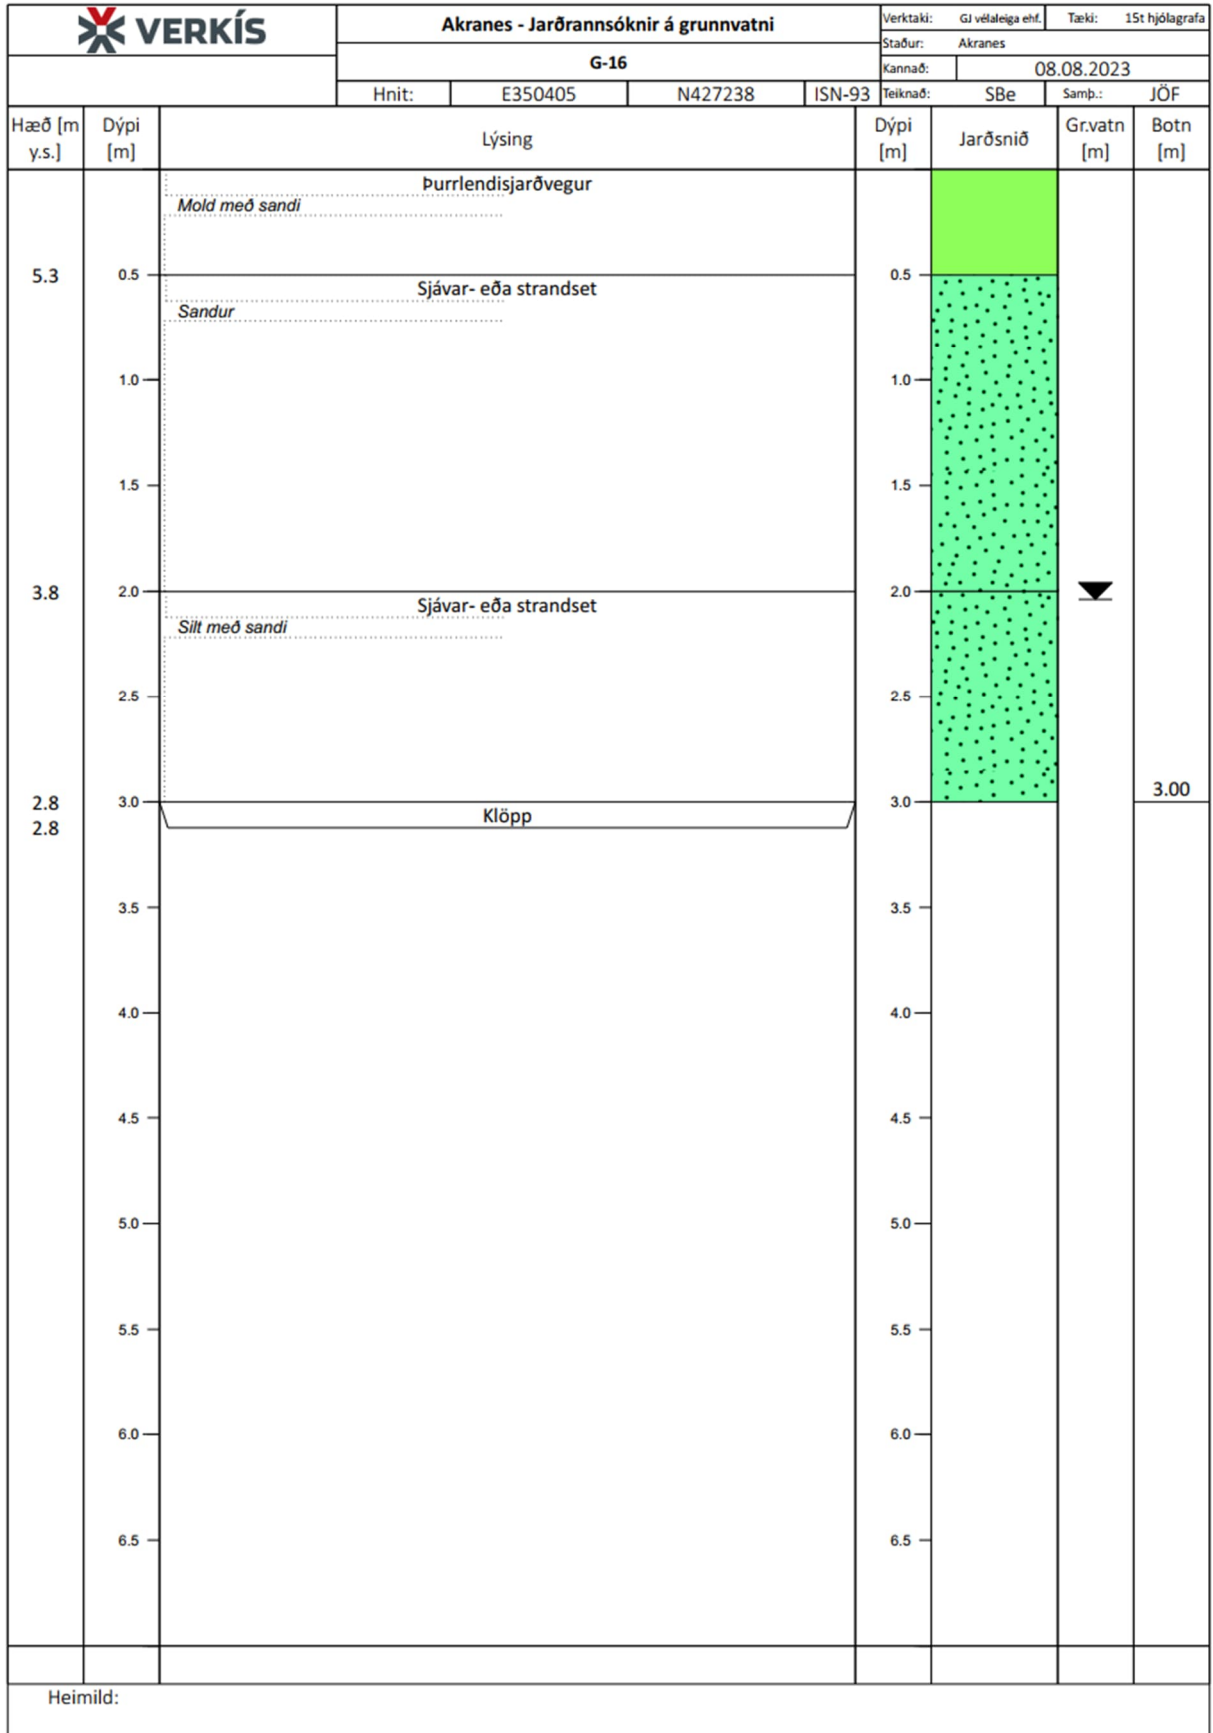 VERKÍS
Akranes - Jarðrannsóknir á grunnvatni
G-16
Hnit: E350405 N427238 ISN-93
Verktaki: GJ vélaleiga ehf. Tæki: 15t hjólagrafa
Staður: Akranes
Kannað: 08.08.2023
Teiknað: SBe Samþ.: JÖF
Hæð [m y.s.] Dýpi [m] Lýsing Dýpi [m] Jarðsnið Gr.vatn [m] Botn [m]
Þurrlendisjarðvegur
Mold með sandi
5.3 0.5 0.5
Sjávar- eða strandset
Sandur
1.0 1.0
1.5 1.5
3.8 2.0 2.0
Sjávar- eða strandset
Silt með sandi
2.5 2.5
3.00
2.8 3.0 3.0
Klöpp
2.8
3.5 3.5
4.0 4.0
4.5 4.5
5.0 5.0
5.5 5.5
6.0 6.0
6.5 6.5
Heimild: